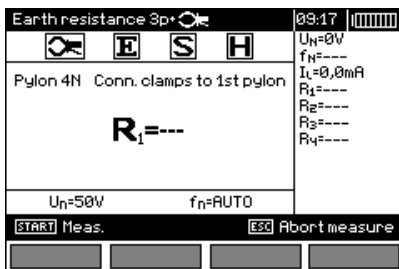 Earth resistance 3p+ 09:17
E S H
Pylon 4N Conn. clamps to 1st pylon
R₁=---
Un=50V fn=AUTO
UN=0V
fN=---
IL=0,0mA
R₁=---
R₂=---
R₃=---
R₄=---
START Meas. ESC Abort measure